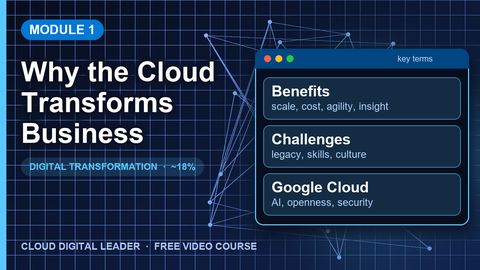 MODULE 1
Why the Cloud
Transforms
Business
DIGITAL TRANSFORMATION · ~18%
CLOUD DIGITAL LEADER · FREE VIDEO COURSE
key terms
Benefits
scale, cost, agility, insight
Challenges
legacy, skills, culture
Google Cloud
AI, openness, security